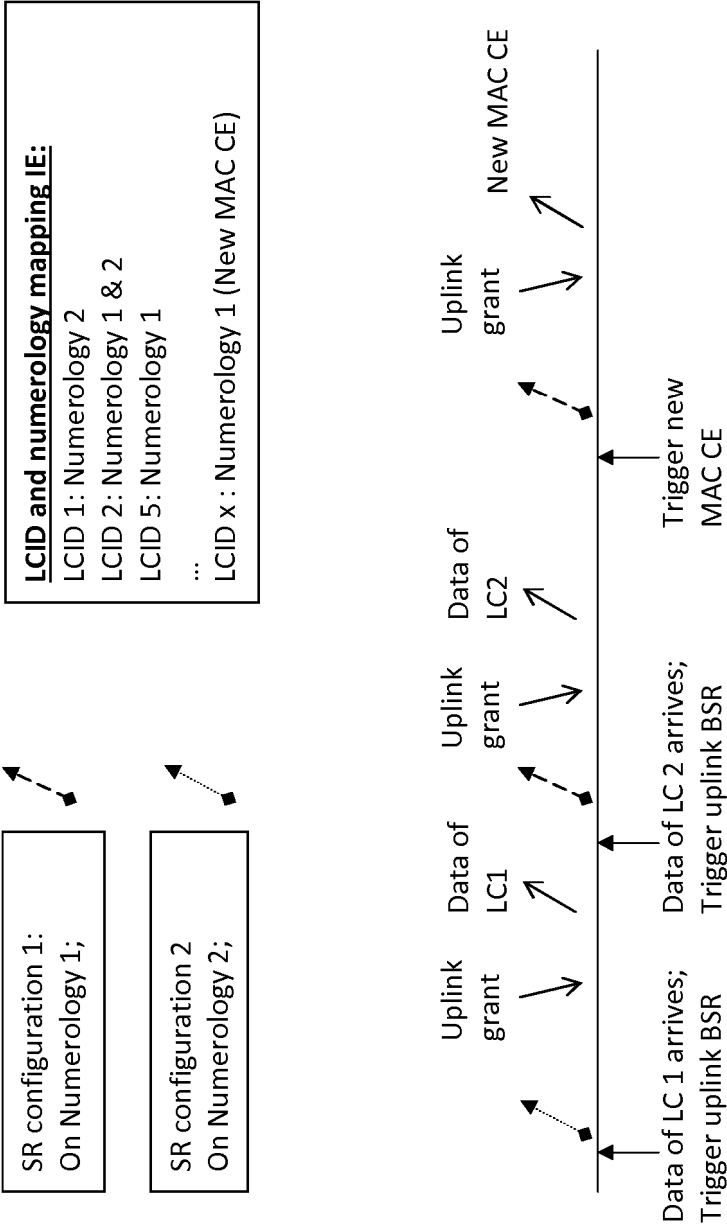 SR configuration 1:
On Numerology 1;
SR configuration 2
On Numerology 2;
LCID and numerology mapping IE:
LCID 1: Numerology 2
LCID 2: Numerology 1 & 2
LCID 5: Numerology 1
...
LCID x : Numerology 1 (New MAC CE)
Uplink
grant
Data of
LC1
Uplink
grant
Data of
LC2
Uplink
grant
New MAC CE
Data of LC 1 arrives;
Trigger uplink BSR
Data of LC 2 arrives;
Trigger uplink BSR
Trigger new
MAC CE